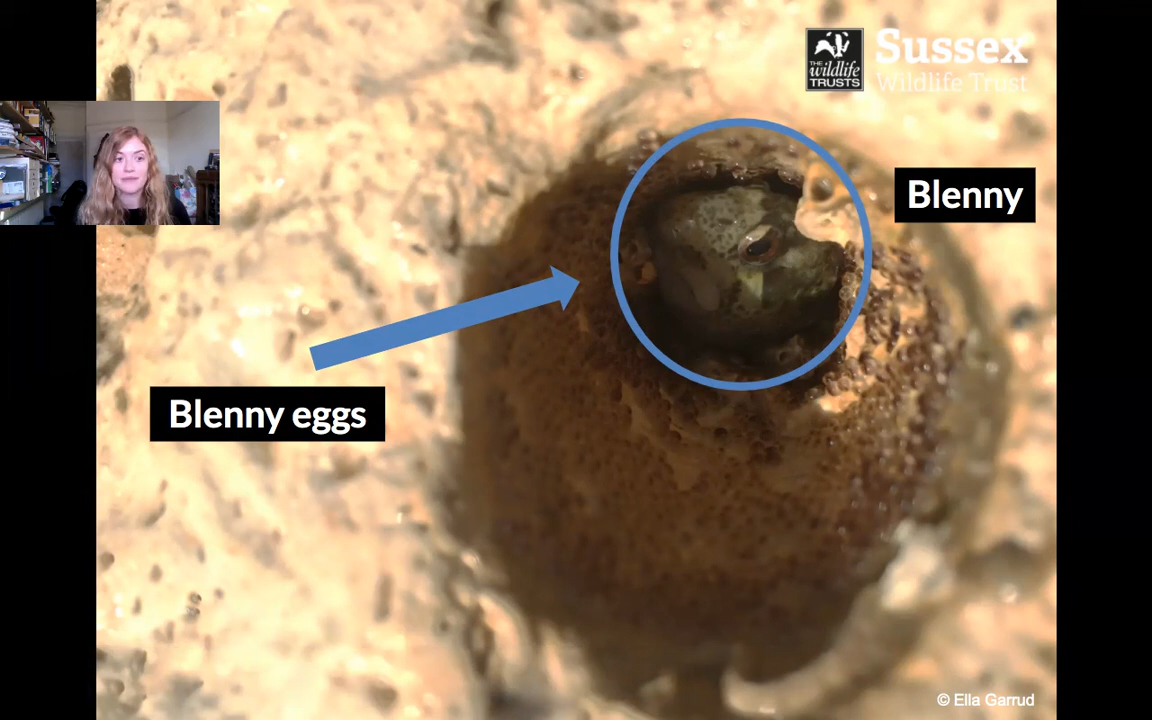 THE
wildlife
TRUSTS
Sussex
Wildlife Trust
Blenny
Blenny eggs
© Ella Garrud